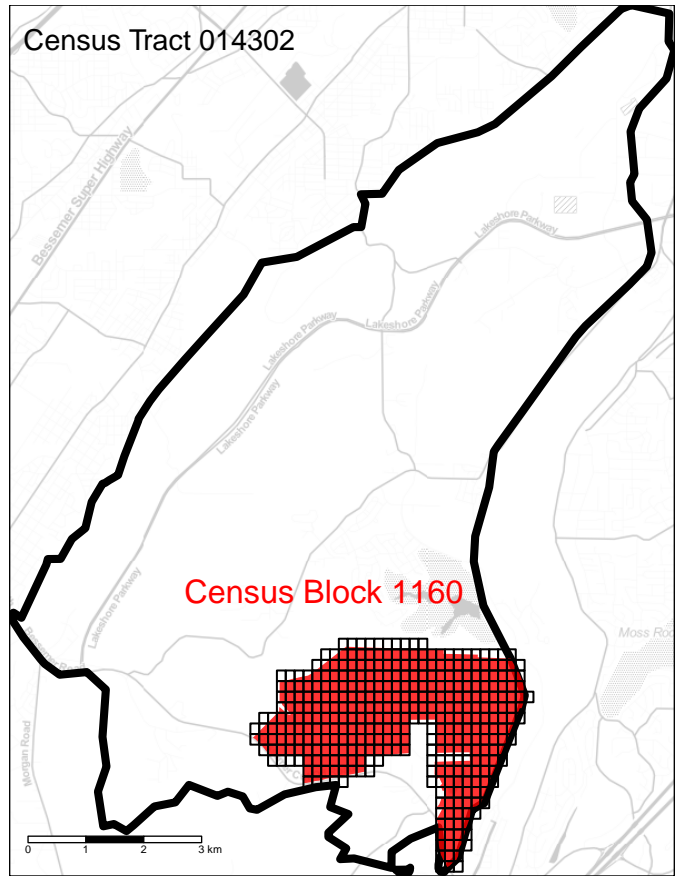 Census Tract 014302
Bessemer Super Highway
Lakeshore Parkway
Lakeshore Parkway
Lakeshore Parkway
Lakeshore Parkway
Lakeshore Parkway
Census Block 1160
Moss Roc
Morgan Road
0 1 2 3 km